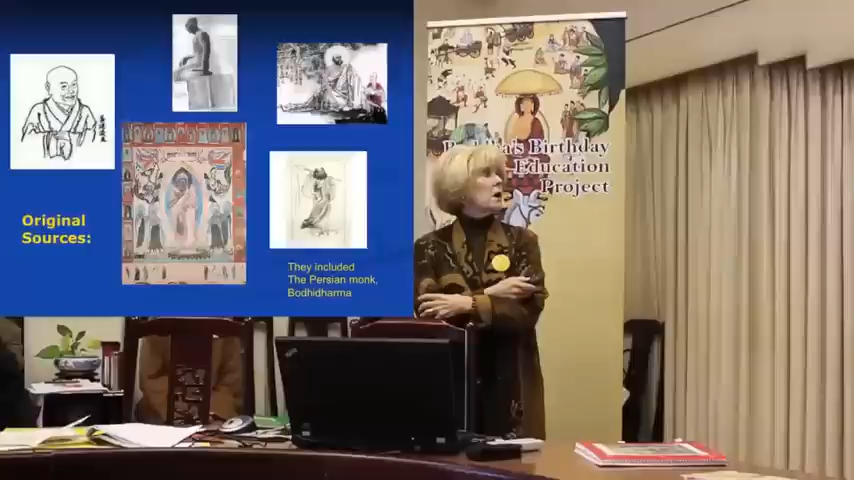 Original
Sources:
They included
The Persian monk,
Bodhidharma
Birthday
Education
Project